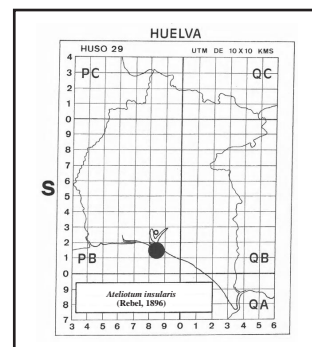 HUELVA
HUSO 29 UTM DE 10 X 10 KMS
4 PC QC
3
2
1
0
9
8
7
6
5
S
4
3
2
1 PB QB
0
9 Ateliotum insularis
8 (Rebel, 1896) QA
7
3 4 5 6 7 8 9 0 1 2 3 4 5 6